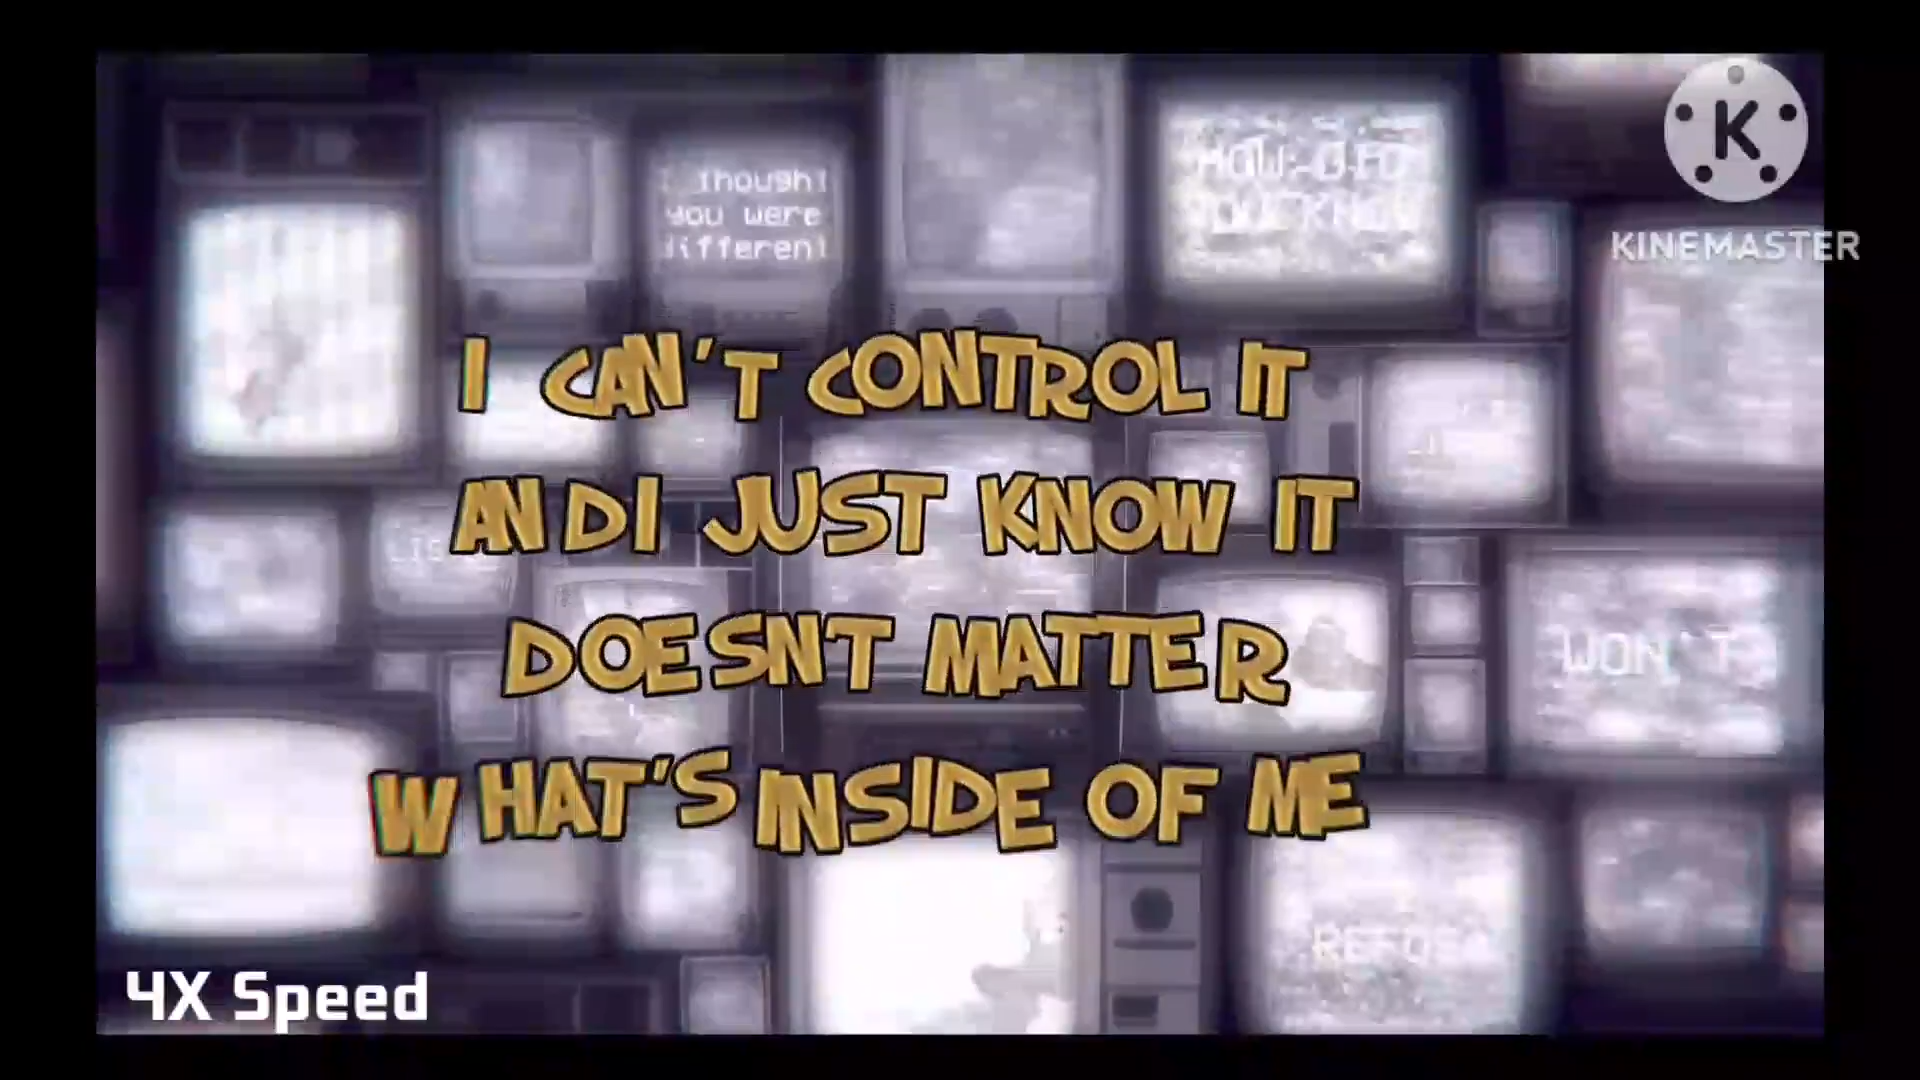 I thought
you were
different
HOW DID
YOU KNOW
K
KINEMASTER
I CAN'T CONTROL IT
AND I JUST KNOW IT
DOESNT MATTER
WHAT'S INSIDE OF ME
WON'T
4X Speed